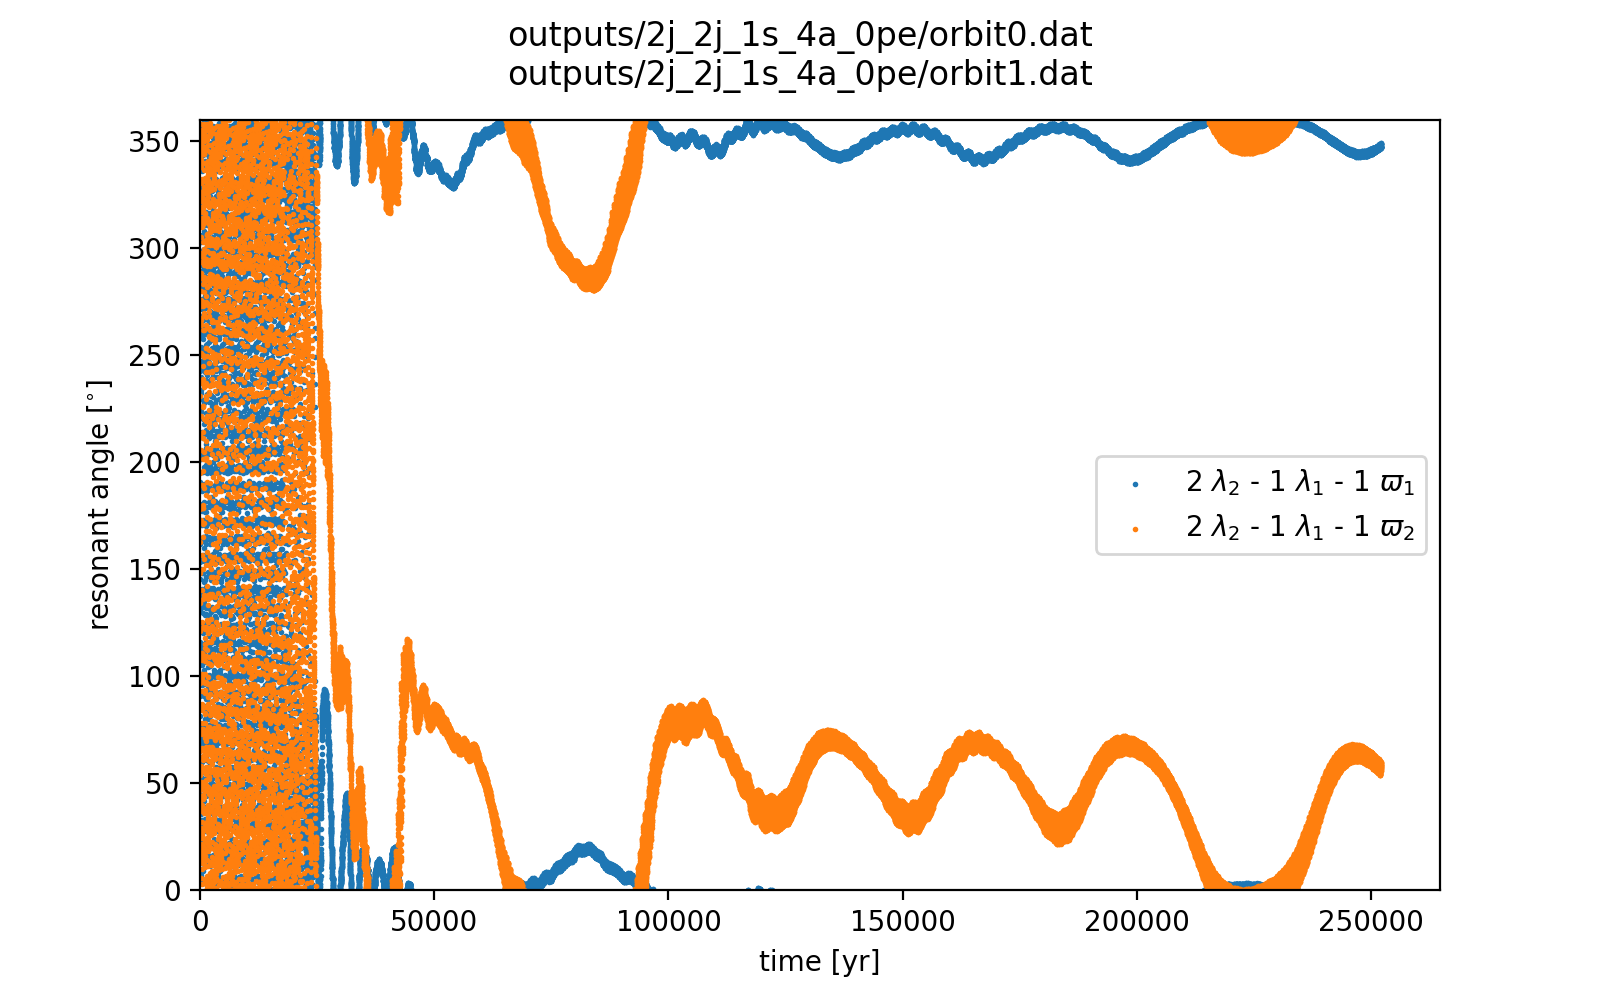 outputs/2j_2j_1s_4a_0pe/orbit0.dat
outputs/2j_2j_1s_4a_0pe/orbit1.dat
350
300
250
200
150
100
50
0
resonant angle [°]
2 λ₂ - 1 λ₁ - 1 ϖ₁
2 λ₂ - 1 λ₁ - 1 ϖ₂
0 50000 100000 150000 200000 250000
time [yr]